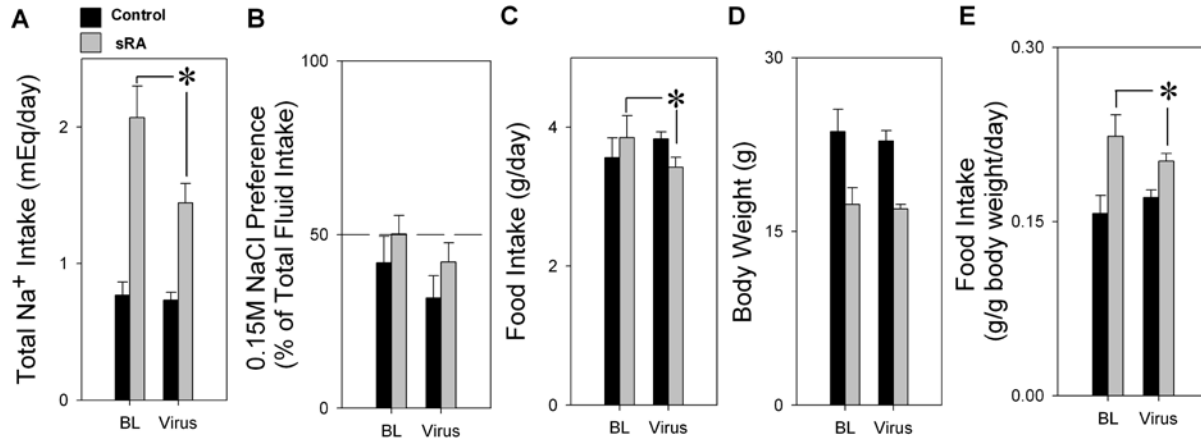 A
Control
sRA
Total Na+ Intake (mEq/day)
2
1
0
BL Virus
*
B
0.15M NaCl Preference
(% of Total Fluid Intake)
100
50
0
BL Virus
C
Food Intake (g/day)
4
2
0
BL Virus
*
D
Body Weight (g)
30
15
0
BL Virus
E
Food Intake
(g/g body weight/day)
0.30
0.15
0.00
BL Virus
*